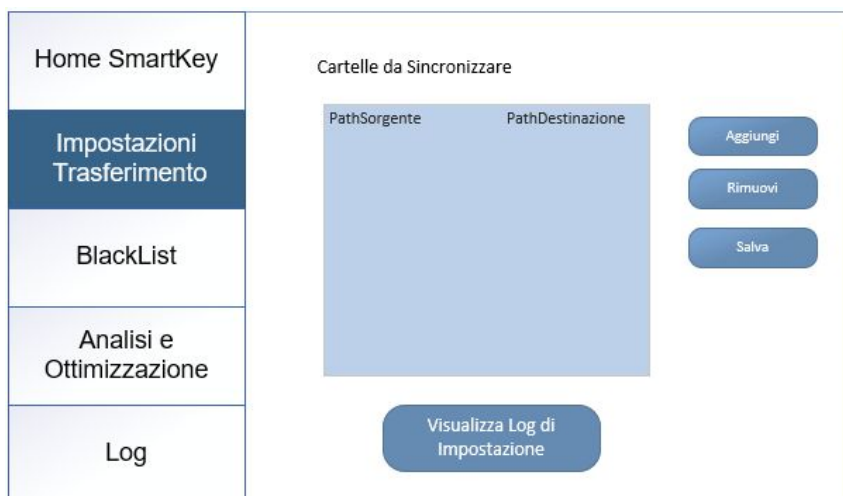 Home SmartKey
Impostazioni
Trasferimento
BlackList
Analisi e
Ottimizzazione
Log
Cartelle da Sincronizzare
PathSorgente PathDestinazione
Aggiungi
Rimuovi
Salva
Visualizza Log di
Impostazione